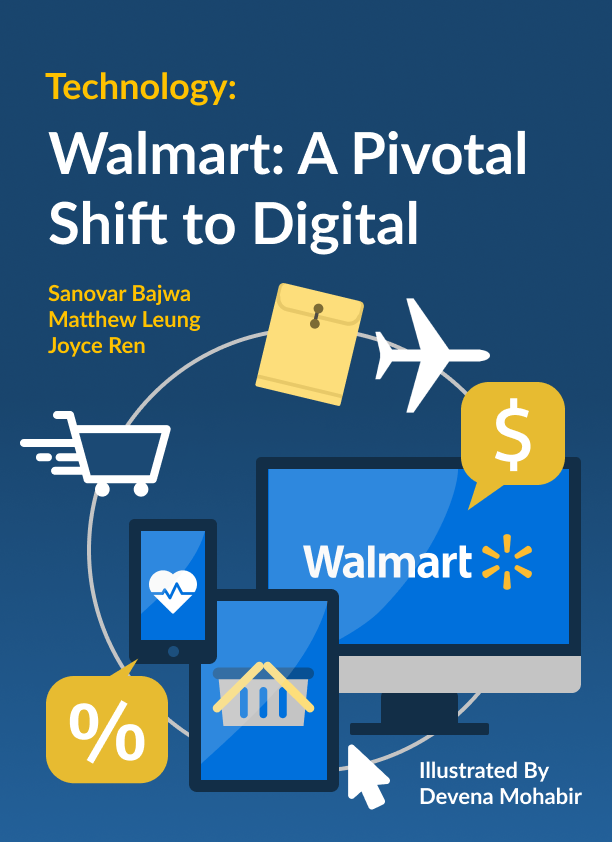 Technology:
Walmart: A Pivotal
Shift to Digital
Sanovar Bajwa
Matthew Leung
Joyce Ren
$
Walmart
%
Illustrated By
Devena Mohabir